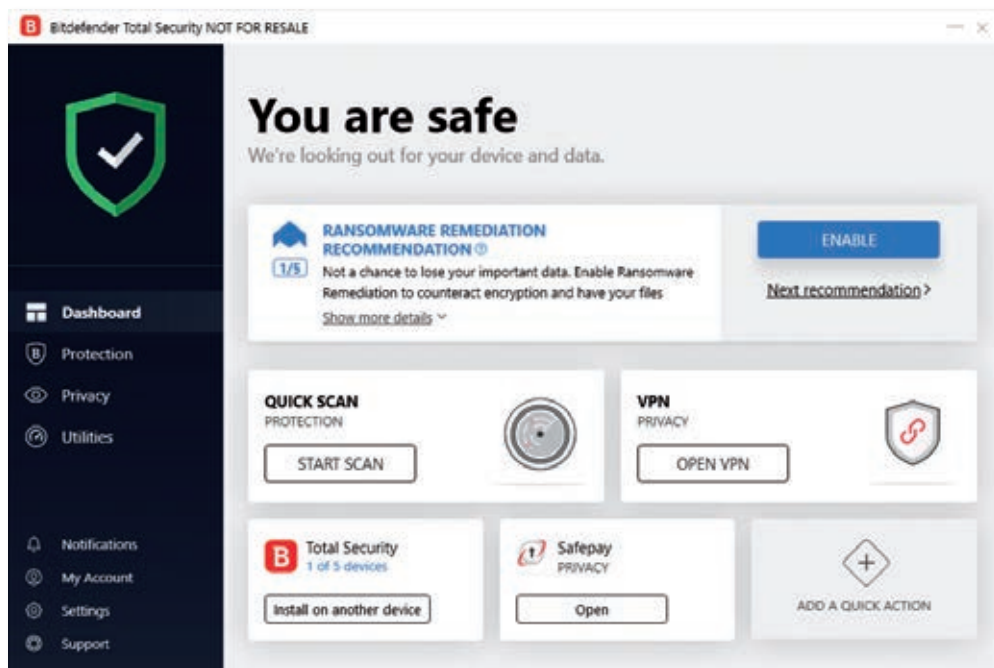 B Bitdefender Total Security NOT FOR RESALE
You are safe
We're looking out for your device and data.
RANSOMWARE REMEDIATION
RECOMMENDATION ?
1/5
Not a chance to lose your important data. Enable Ransomware
Remediation to counteract encryption and have your files
Show more details
ENABLE
Next recommendation
Dashboard
B Protection
Privacy
Utilities
Notifications
My Account
Settings
Support
QUICK SCAN
PROTECTION
START SCAN
VPN
PRIVACY
OPEN VPN
B Total Security
1 of 5 devices
Install on another device
Safepay
PRIVACY
Open
ADD A QUICK ACTION